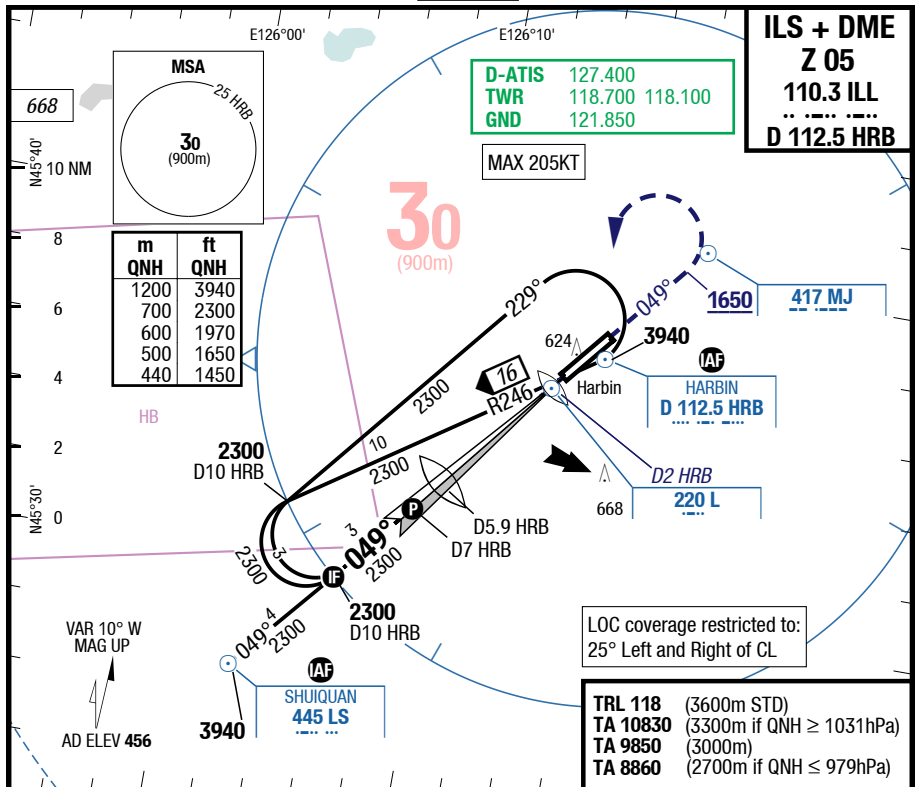 E126°00'
E126°10'
ILS + DME
Z 05
110.3 ILL
D 112.5 HRB
MSA
25 HRB
30
(900m)
668
N45°40'
10 NM
D-ATIS 127.400
TWR 118.700 118.100
GND 121.850
MAX 205KT
30
(900m)
m ft
QNH QNH
1200 3940
700 2300
600 1970
500 1650
440 1450
8
6
4
2
0
N45°30'
HB
229°
2300
049°
1650
417 MJ
624
3940
IAF
HARBIN
D 112.5 HRB
Harbin
16
R246
10
2300
2300
D10 HRB
D2 HRB
220 L
668
D5.9 HRB
D7 HRB
P
3
049°
2300
3
2300
IF
2300
D10 HRB
049°
4
2300
IAF
SHUIQUAN
445 LS
3940
VAR 10° W
MAG UP
AD ELEV 456
LOC coverage restricted to:
25° Left and Right of CL
TRL 118 (3600m STD)
TA 10830 (3300m if QNH ≥ 1031hPa)
TA 9850 (3000m)
TA 8860 (2700m if QNH ≤ 979hPa)